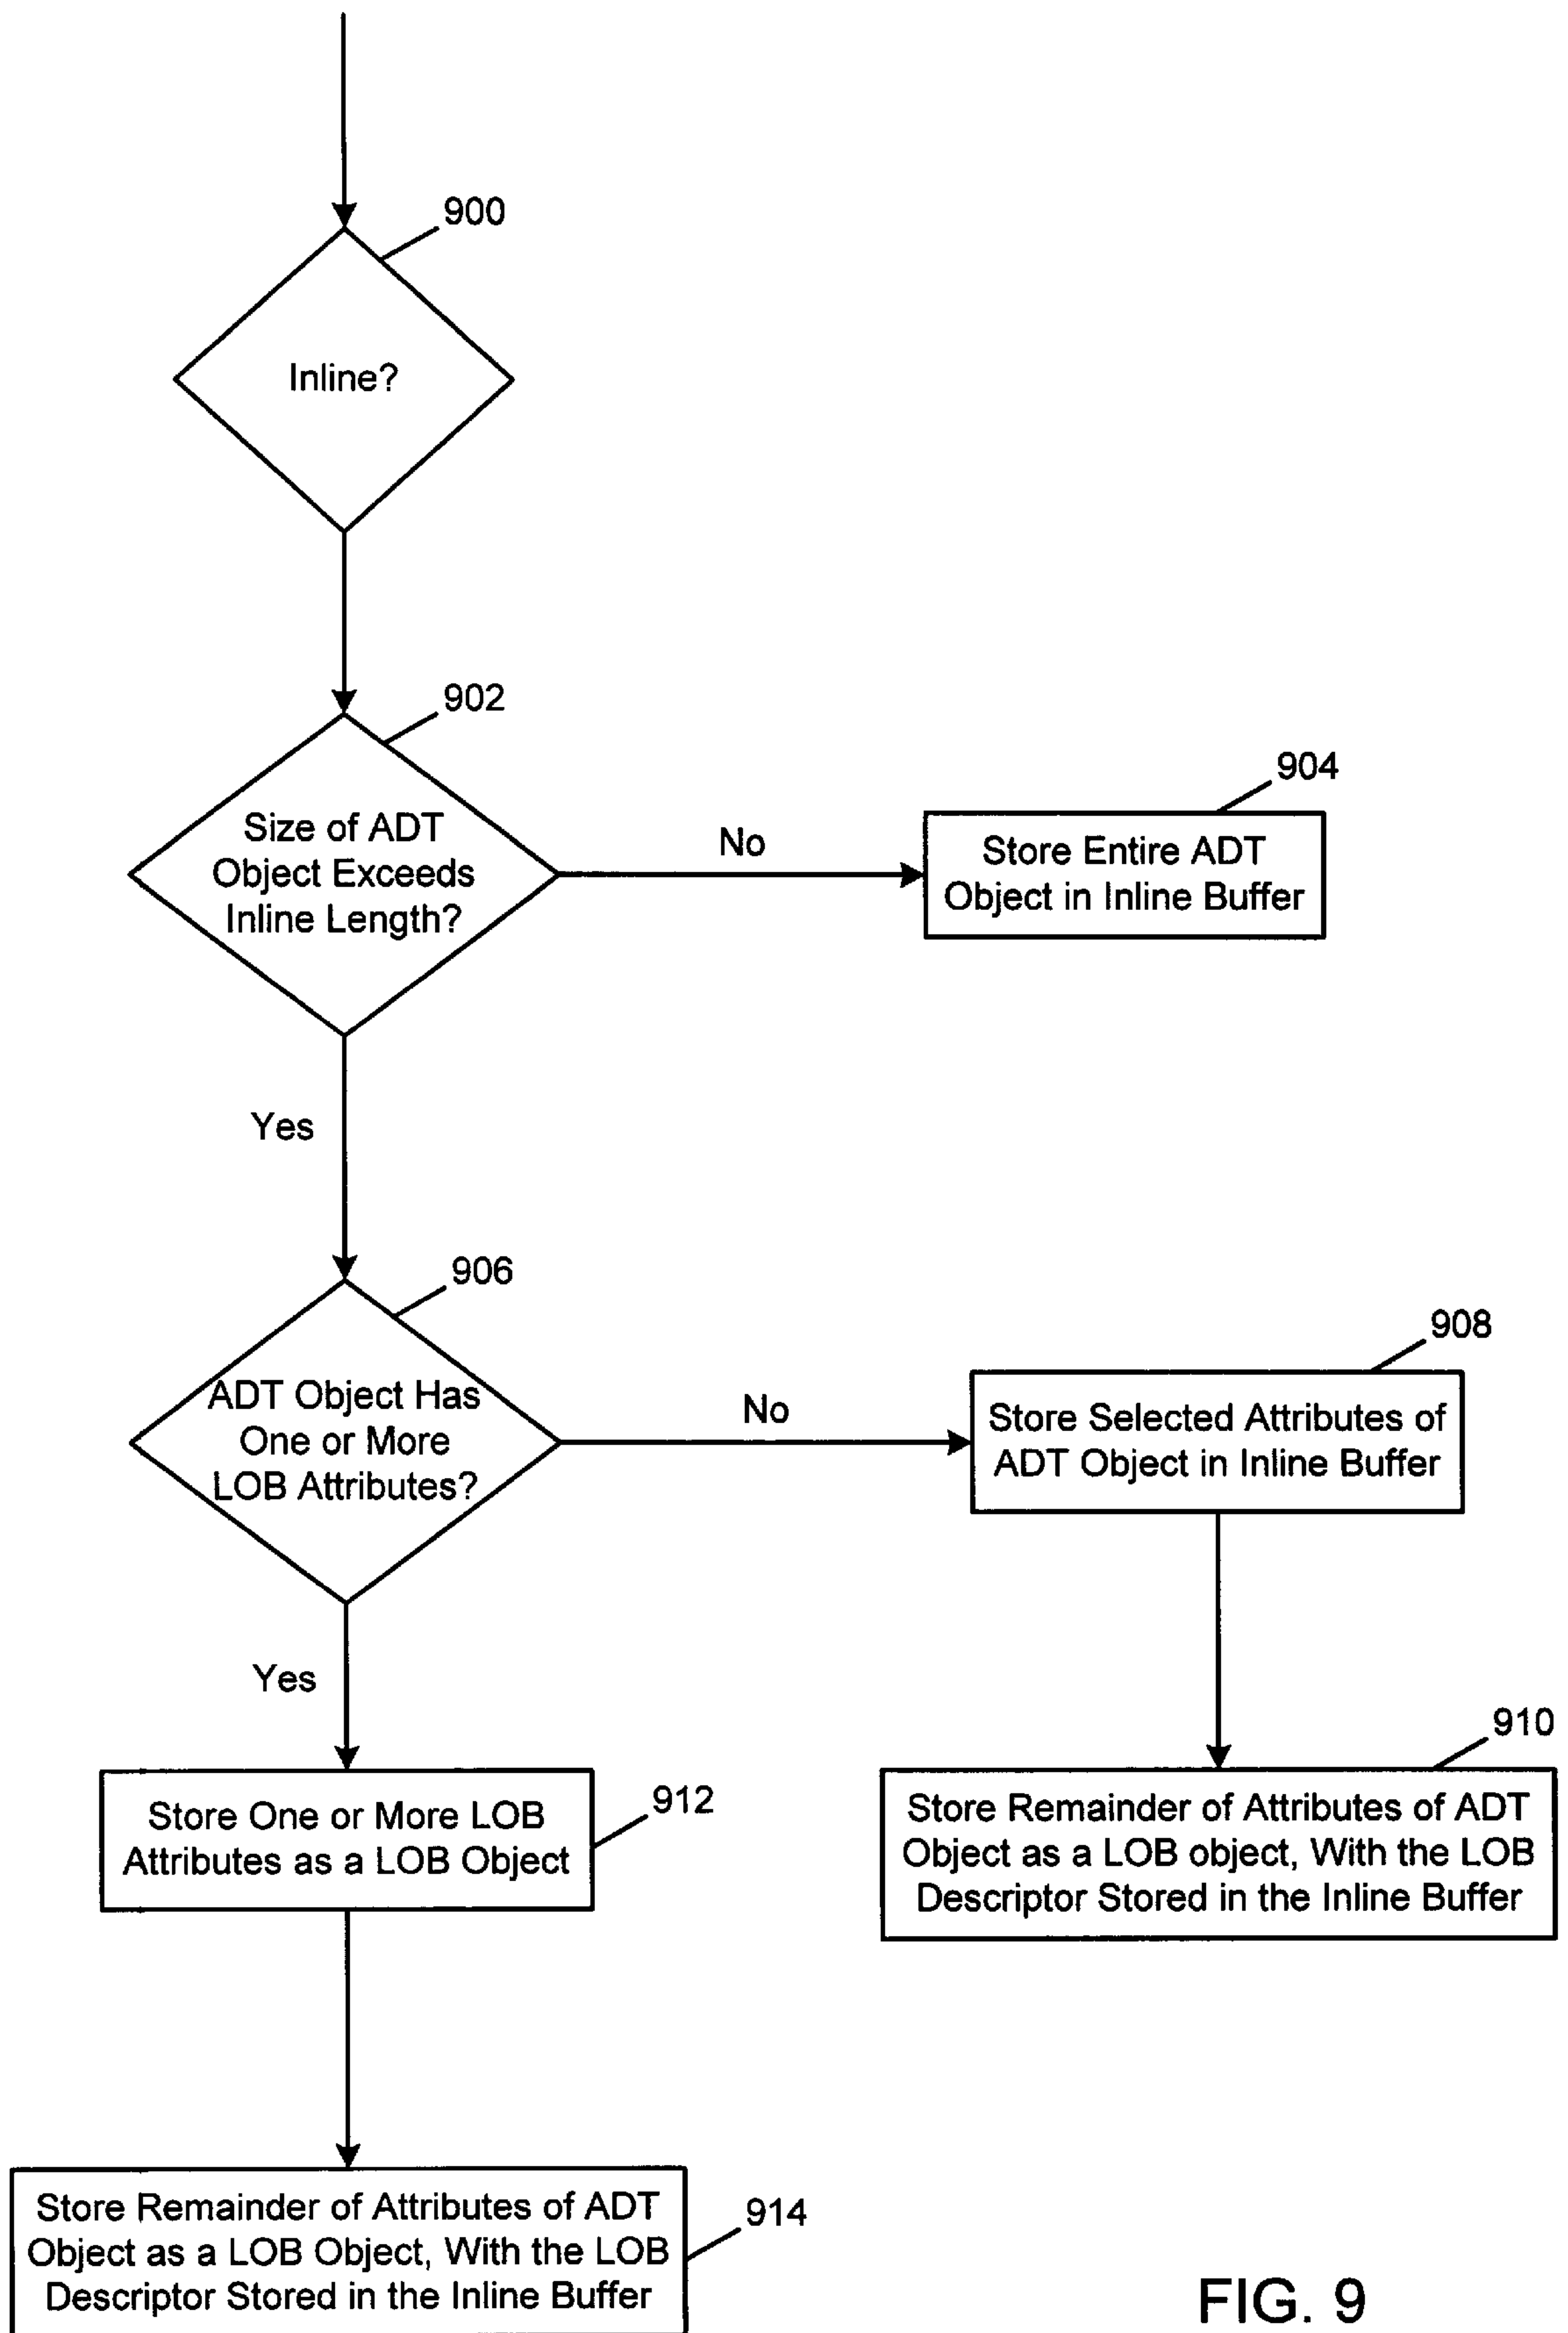 900
Inline?
902
Size of ADT
Object Exceeds
Inline Length?
No
904
Store Entire ADT
Object in Inline Buffer
Yes
906
ADT Object Has
One or More
LOB Attributes?
No
908
Store Selected Attributes of
ADT Object in Inline Buffer
Yes
910
Store Remainder of Attributes of ADT
Object as a LOB object, With the LOB
Descriptor Stored in the Inline Buffer
912
Store One or More LOB
Attributes as a LOB Object
914
Store Remainder of Attributes of ADT
Object as a LOB Object, With the LOB
Descriptor Stored in the Inline Buffer
FIG. 9